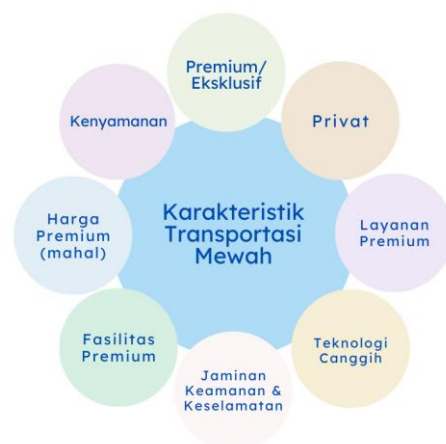 Premium/
Eksklusif
Privat
Layanan
Premium
Teknologi
Canggih
Jaminan
Keamanan &
Keselamatan
Fasilitas
Premium
Harga
Premium
(mahal)
Kenyamanan
Karakteristik
Transportasi
Mewah